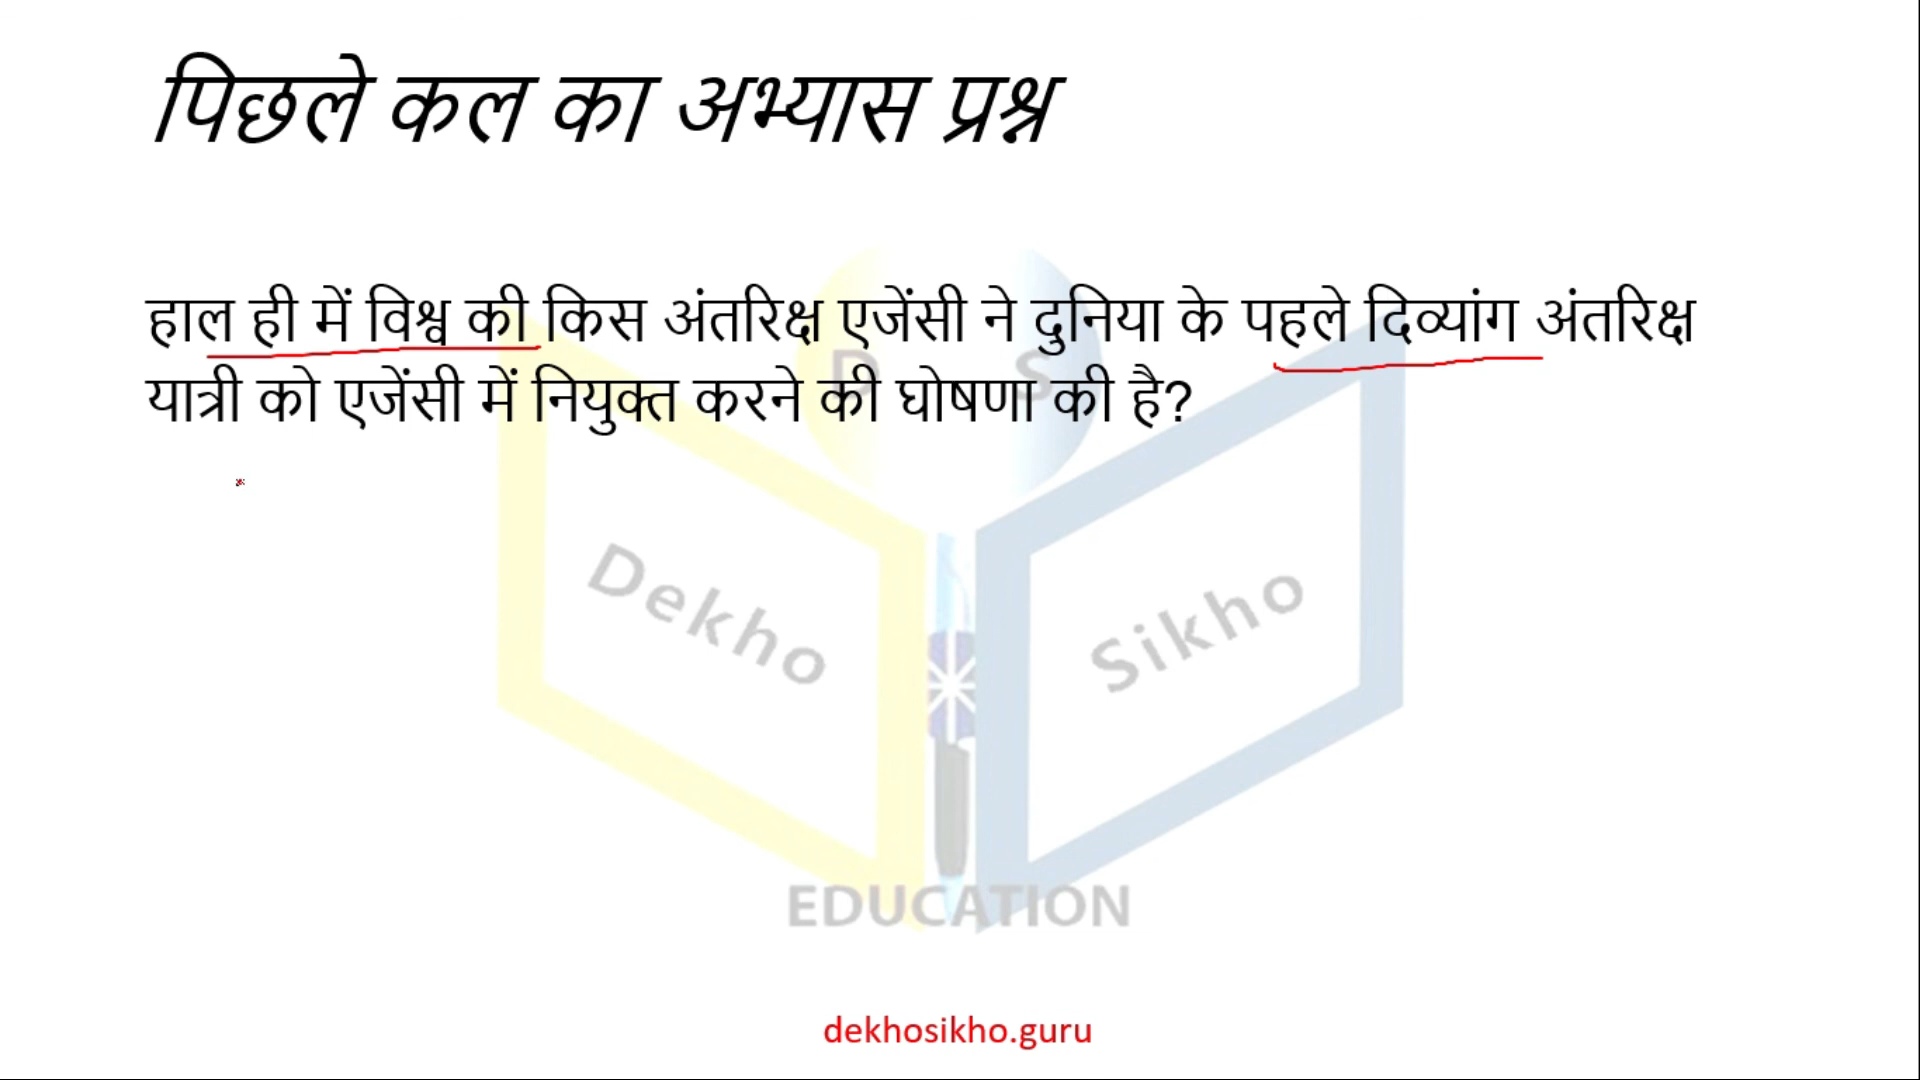 पिछले कल का अभ्यास प्रश्न
हाल ही में विश्व की किस अंतरिक्ष एजेंसी ने दुनिया के पहले दिव्यांग अंतरिक्ष
यात्री को एजेंसी में नियुक्त करने की घोषणा की है?
D S
Dekho Sikho
EDUCATION
dekhosikho.guru